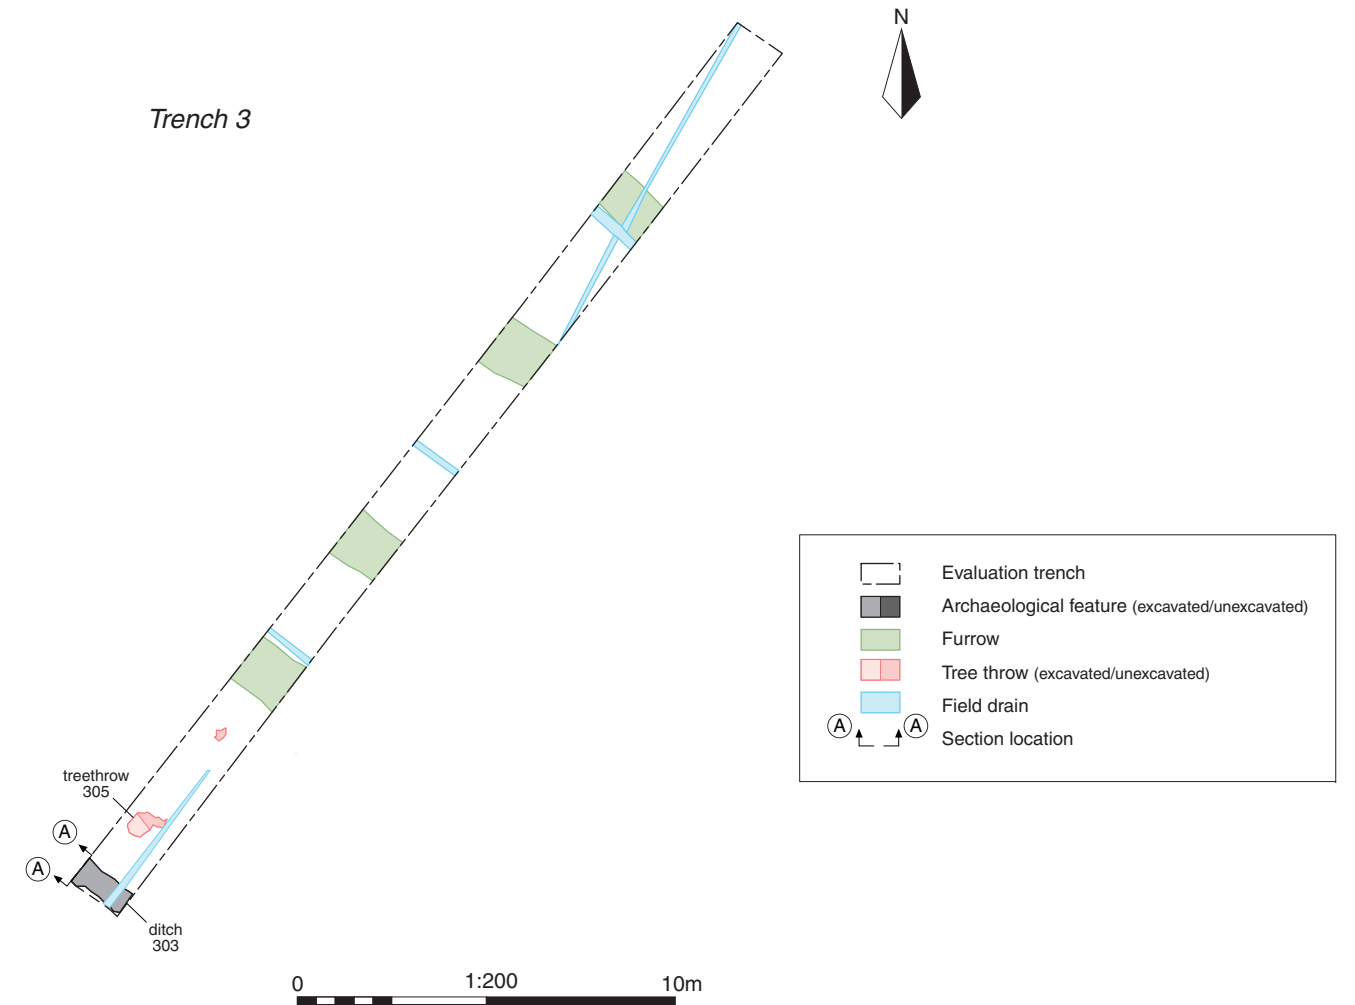 N
Trench 3
Evaluation trench
Archaeological feature (excavated/unexcavated)
Furrow
Tree throw (excavated/unexcavated)
Field drain
A A
Section location
treethrow
305
A
A
ditch
303
0 1:200 10m